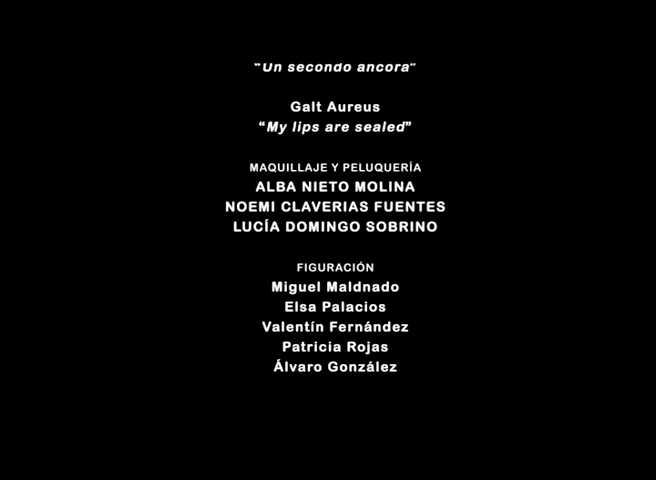 "Un secondo ancora"
Galt Aureus
“My lips are sealed”
MAQUILLAJE Y PELUQUERÍA
ALBA NIETO MOLINA
NOEMI CLAVERIAS FUENTES
LUCÍA DOMINGO SOBRINO
FIGURACIÓN
Miguel Maldnado
Elsa Palacios
Valentín Fernández
Patricia Rojas
Álvaro González